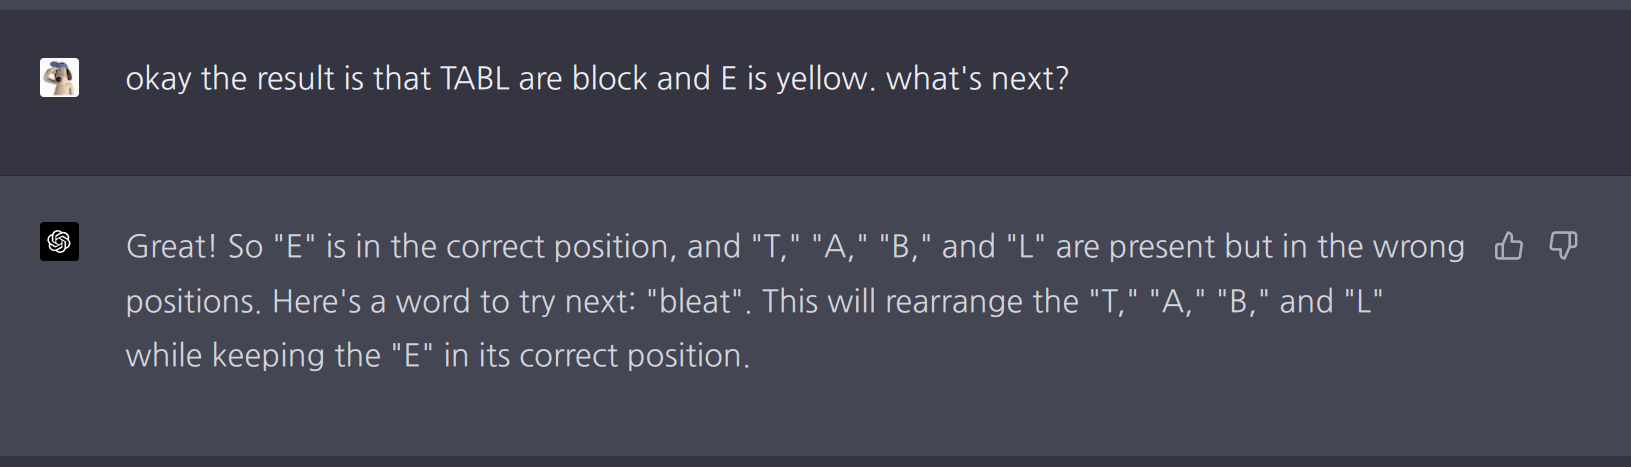 okay the result is that TABL are block and E is yellow. what's next?
Great! So "E" is in the correct position, and "T," "A," "B," and "L" are present but in the wrong
positions. Here's a word to try next: "bleat". This will rearrange the "T," "A," "B," and "L"
while keeping the "E" in its correct position.